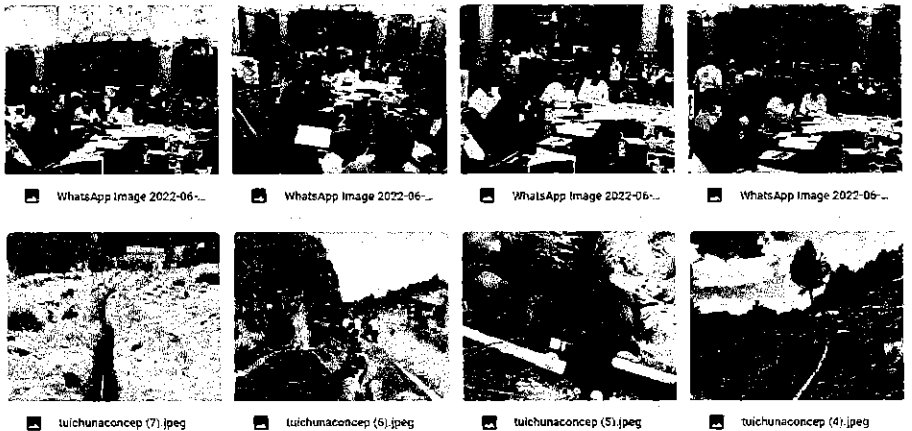 WhatsApp Image 2022-06-...
WhatsApp Image 2022-06-...
WhatsApp Image 2022-06-...
WhatsApp Image 2022-06-...
tuichunaconcep (7).jpeg
tuichunaconcep (6).jpeg
tuichunaconcep (5).jpeg
tuichunaconcep (4).jpeg